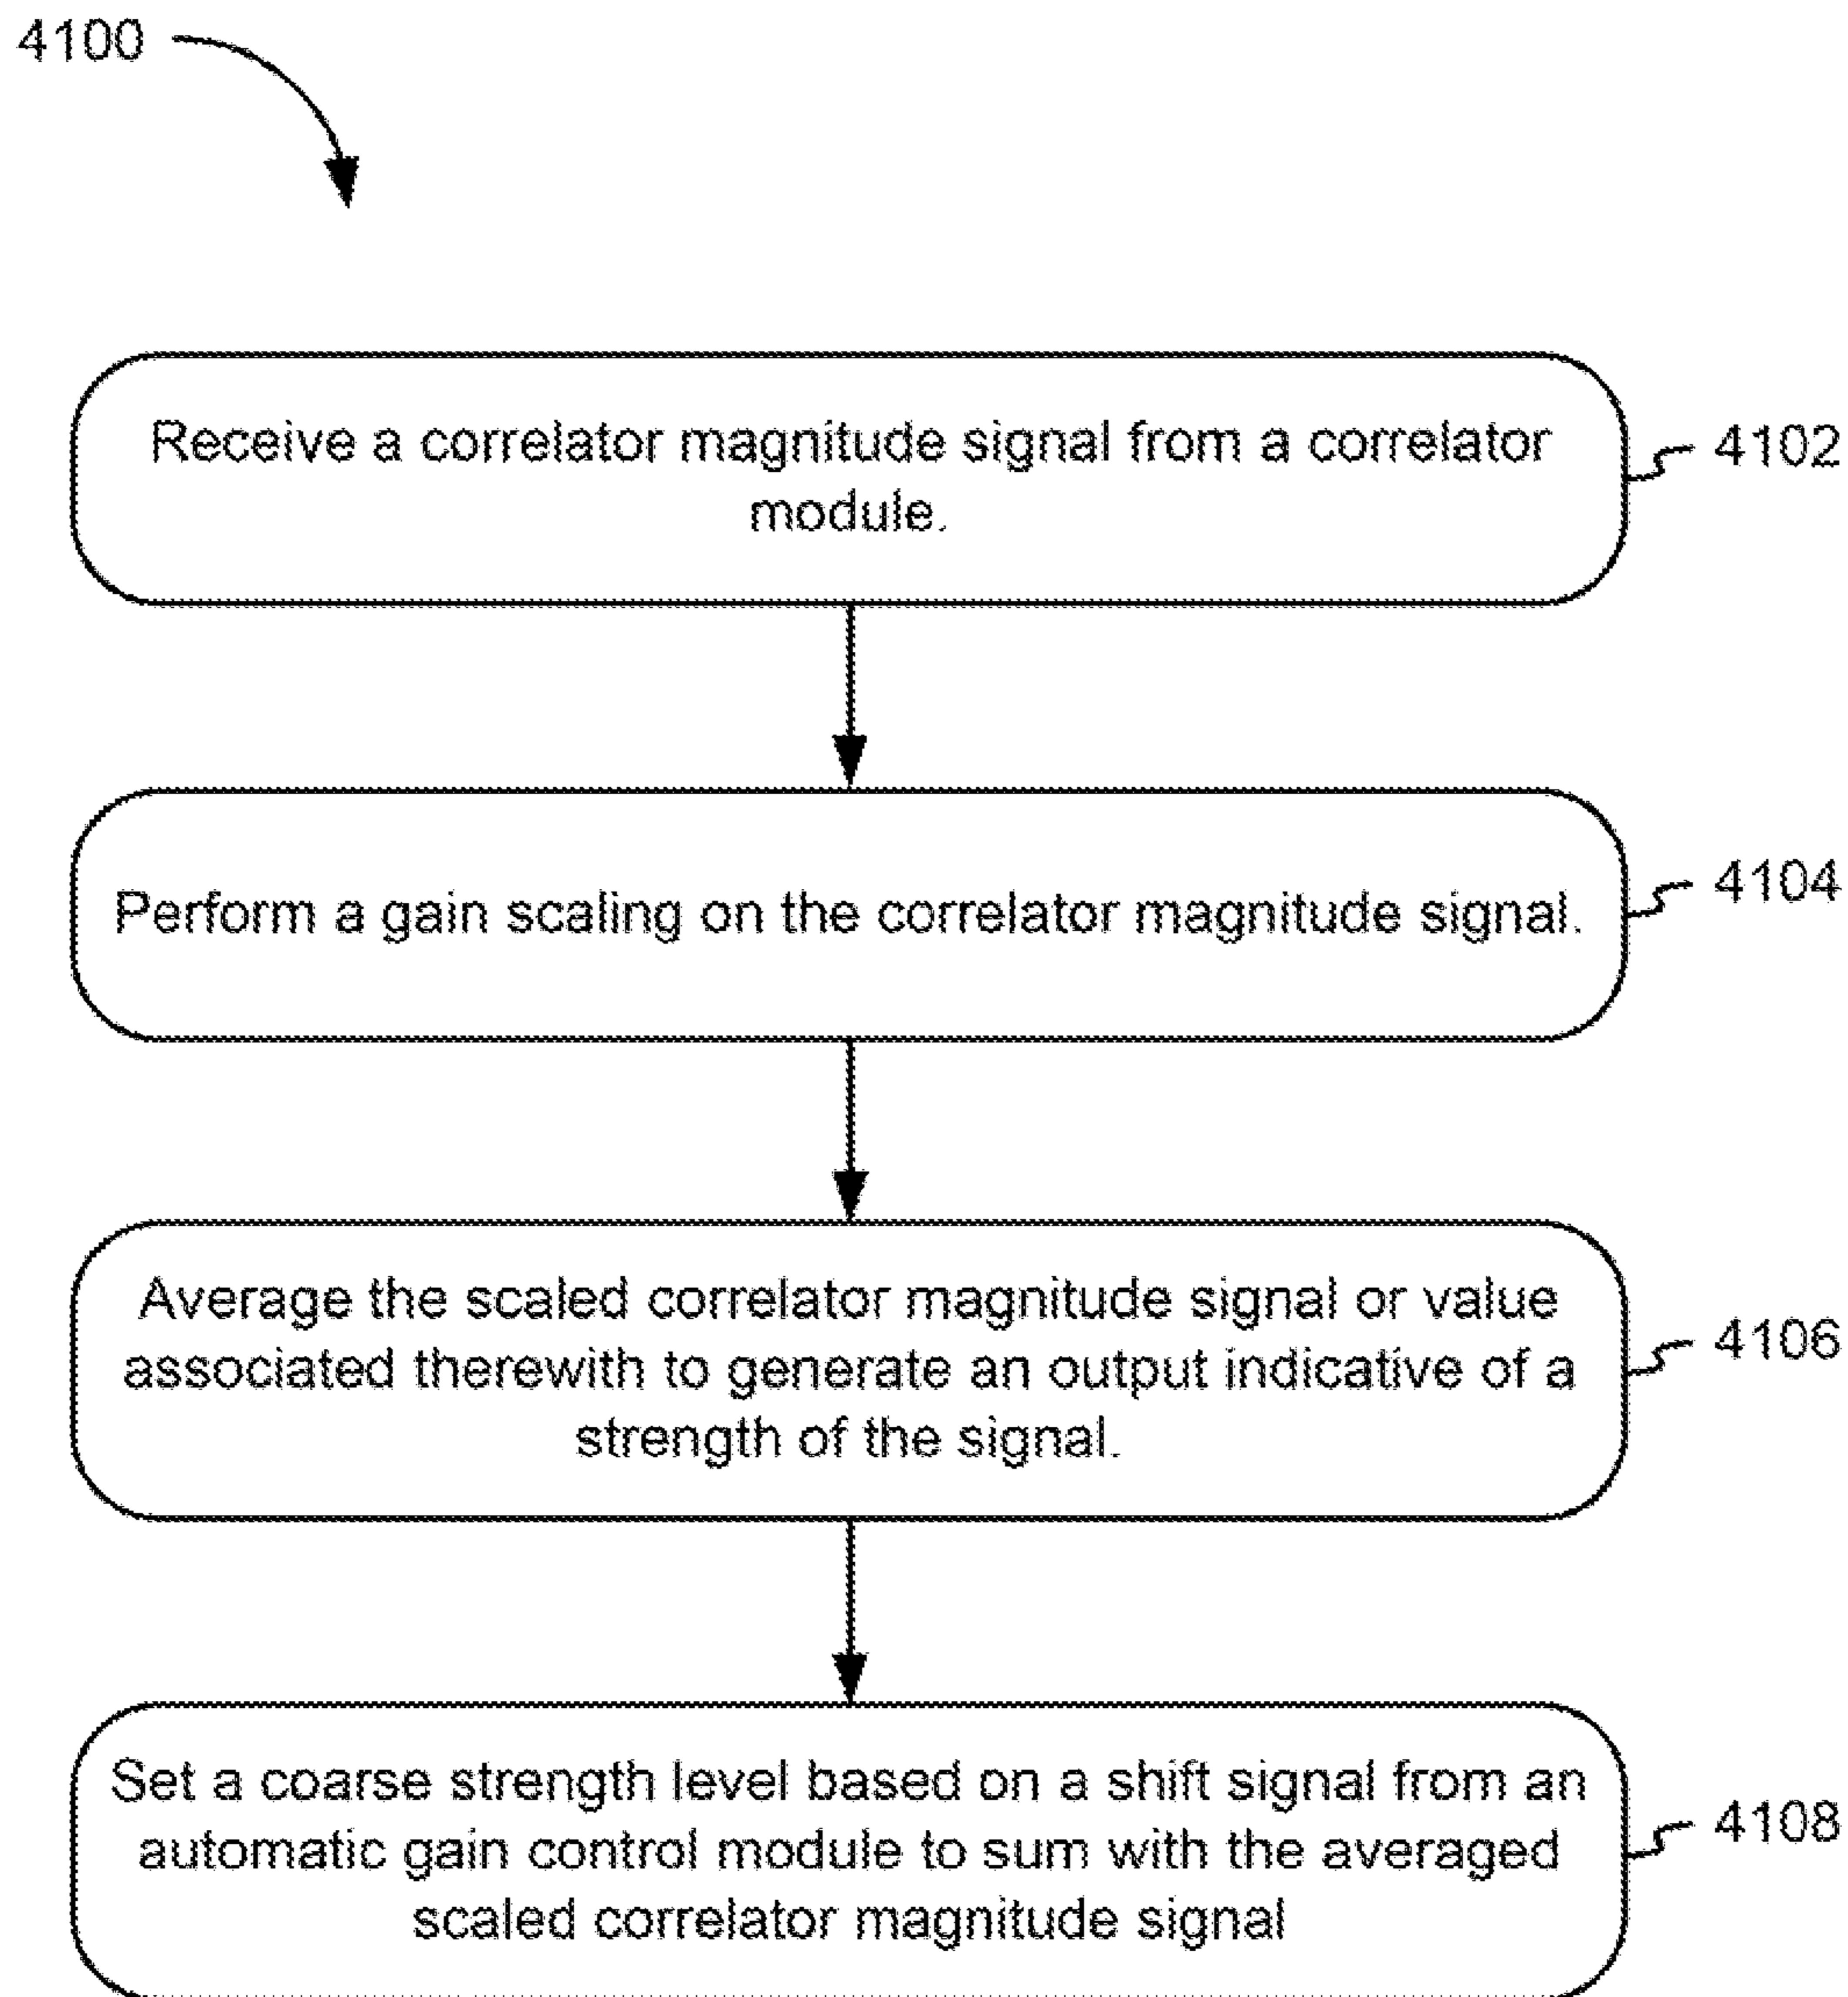 4100
Receive a correlator magnitude signal from a correlator
module.
4102
Perform a gain scaling on the correlator magnitude signal.
4104
Average the scaled correlator magnitude signal or value
associated therewith to generate an output indicative of a
strength of the signal.
4106
Set a coarse strength level based on a shift signal from an
automatic gain control module to sum with the averaged
scaled correlator magnitude signal
4108